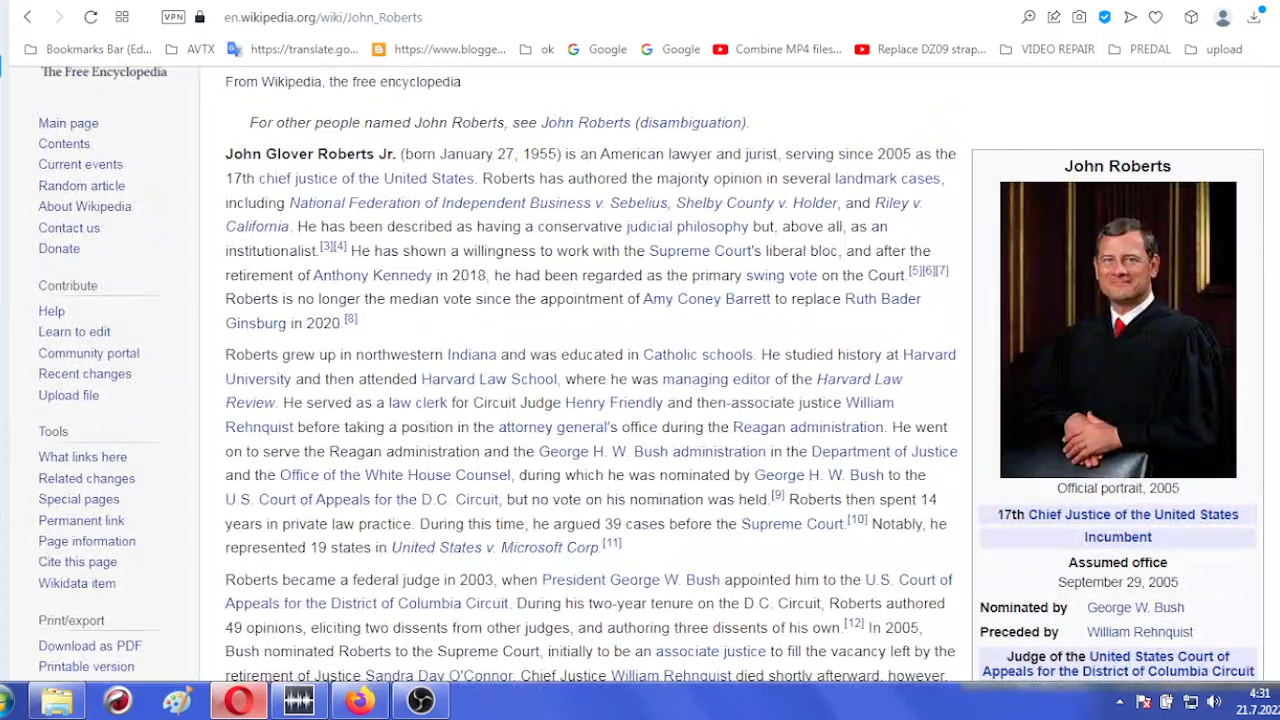 VPN en.wikipedia.org/wiki/John_Roberts
Bookmarks Bar (Ed... AVTX https://translate.go... https://www.blogge... ok Google Google Combine MP4 files... Replace DZ09 strap... VIDEO REPAIR PREDAL upload
The Free Encyclopedia
Main page
Contents
Current events
Random article
About Wikipedia
Contact us
Donate
Contribute
Help
Learn to edit
Community portal
Recent changes
Upload file
Tools
What links here
Related changes
Special pages
Permanent link
Page information
Cite this page
Wikidata item
Print/export
Download as PDF
Printable version
From Wikipedia, the free encyclopedia
For other people named John Roberts, see John Roberts (disambiguation).
John Glover Roberts Jr. (born January 27, 1955) is an American lawyer and jurist, serving since 2005 as the
17th chief justice of the United States. Roberts has authored the majority opinion in several landmark cases,
including National Federation of Independent Business v. Sebelius, Shelby County v. Holder, and Riley v.
California. He has been described as having a conservative judicial philosophy but, above all, as an
institutionalist.[3][4] He has shown a willingness to work with the Supreme Court's liberal bloc, and after the
retirement of Anthony Kennedy in 2018, he had been regarded as the primary swing vote on the Court.[5][6][7]
Roberts is no longer the median vote since the appointment of Amy Coney Barrett to replace Ruth Bader
Ginsburg in 2020.[8]
Roberts grew up in northwestern Indiana and was educated in Catholic schools. He studied history at Harvard
University and then attended Harvard Law School, where he was managing editor of the Harvard Law
Review. He served as a law clerk for Circuit Judge Henry Friendly and then-associate justice William
Rehnquist before taking a position in the attorney general's office during the Reagan administration. He went
on to serve the Reagan administration and the George H. W. Bush administration in the Department of Justice
and the Office of the White House Counsel, during which he was nominated by George H. W. Bush to the
U.S. Court of Appeals for the D.C. Circuit, but no vote on his nomination was held.[9] Roberts then spent 14
years in private law practice. During this time, he argued 39 cases before the Supreme Court.[10] Notably, he
represented 19 states in United States v. Microsoft Corp.[11]
Roberts became a federal judge in 2003, when President George W. Bush appointed him to the U.S. Court of
Appeals for the District of Columbia Circuit. During his two-year tenure on the D.C. Circuit, Roberts authored
49 opinions, eliciting two dissents from other judges, and authoring three dissents of his own.[12] In 2005,
Bush nominated Roberts to the Supreme Court, initially to be an associate justice to fill the vacancy left by the
retirement of Justice Sandra Day O'Connor. Chief Justice William Rehnquist died shortly afterward, however,
John Roberts
Official portrait, 2005
17th Chief Justice of the United States
Incumbent
Assumed office
September 29, 2005
Nominated by George W. Bush
Preceded by William Rehnquist
Judge of the United States Court of
Appeals for the District of Columbia Circuit
4:31
21.7.202